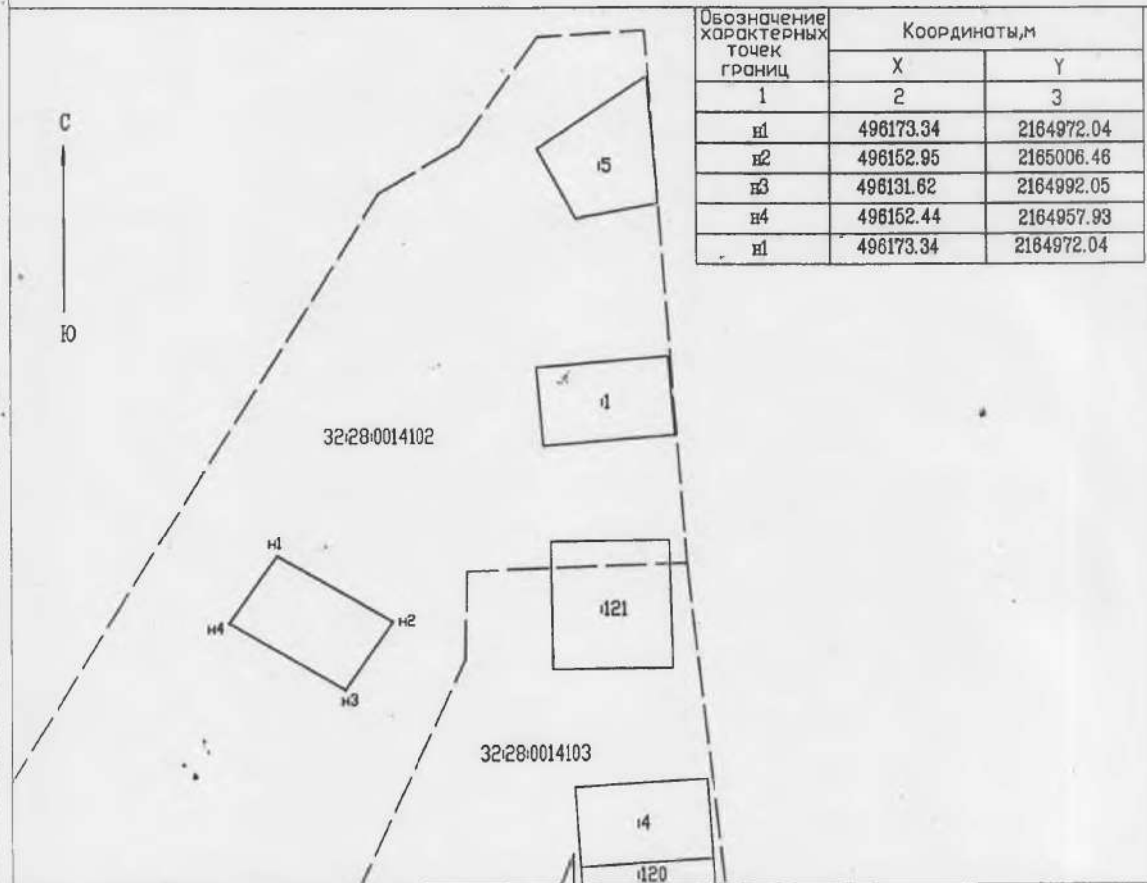 Обозначение характерных точек границ | Координаты,м
X | Y
1 | 2 | 3
н1 | 496173.34 | 2164972.04
н2 | 496152.95 | 2165006.46
н3 | 496131.62 | 2164992.05
н4 | 496152.44 | 2164957.93
н1 | 496173.34 | 2164972.04
С
Ю
:5
:1
32:28:0014102
н1
н2
н4
н3
:121
32:28:0014103
:4
:120